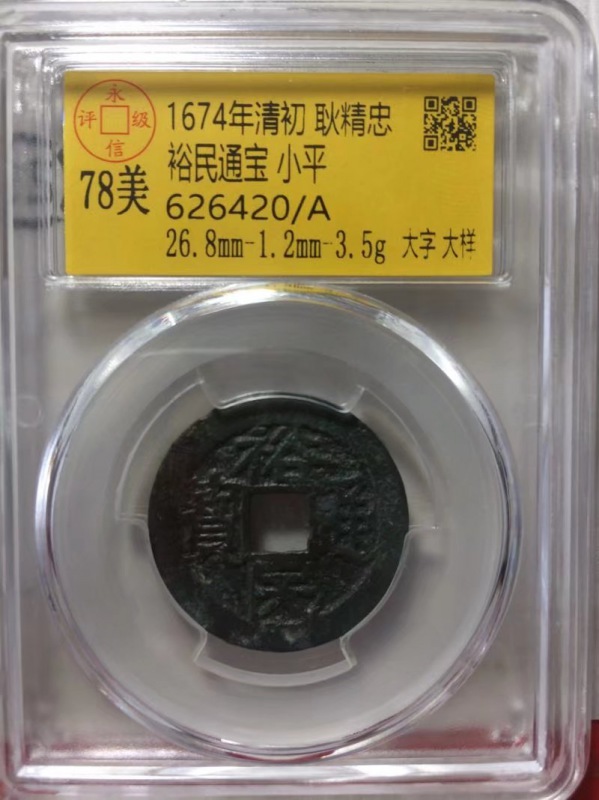 永信评级
1674年清初 耿精忠
裕民通宝 小平
78美
626420/A
26.8mm-1.2mm-3.5g 大字 大样
裕民通寶